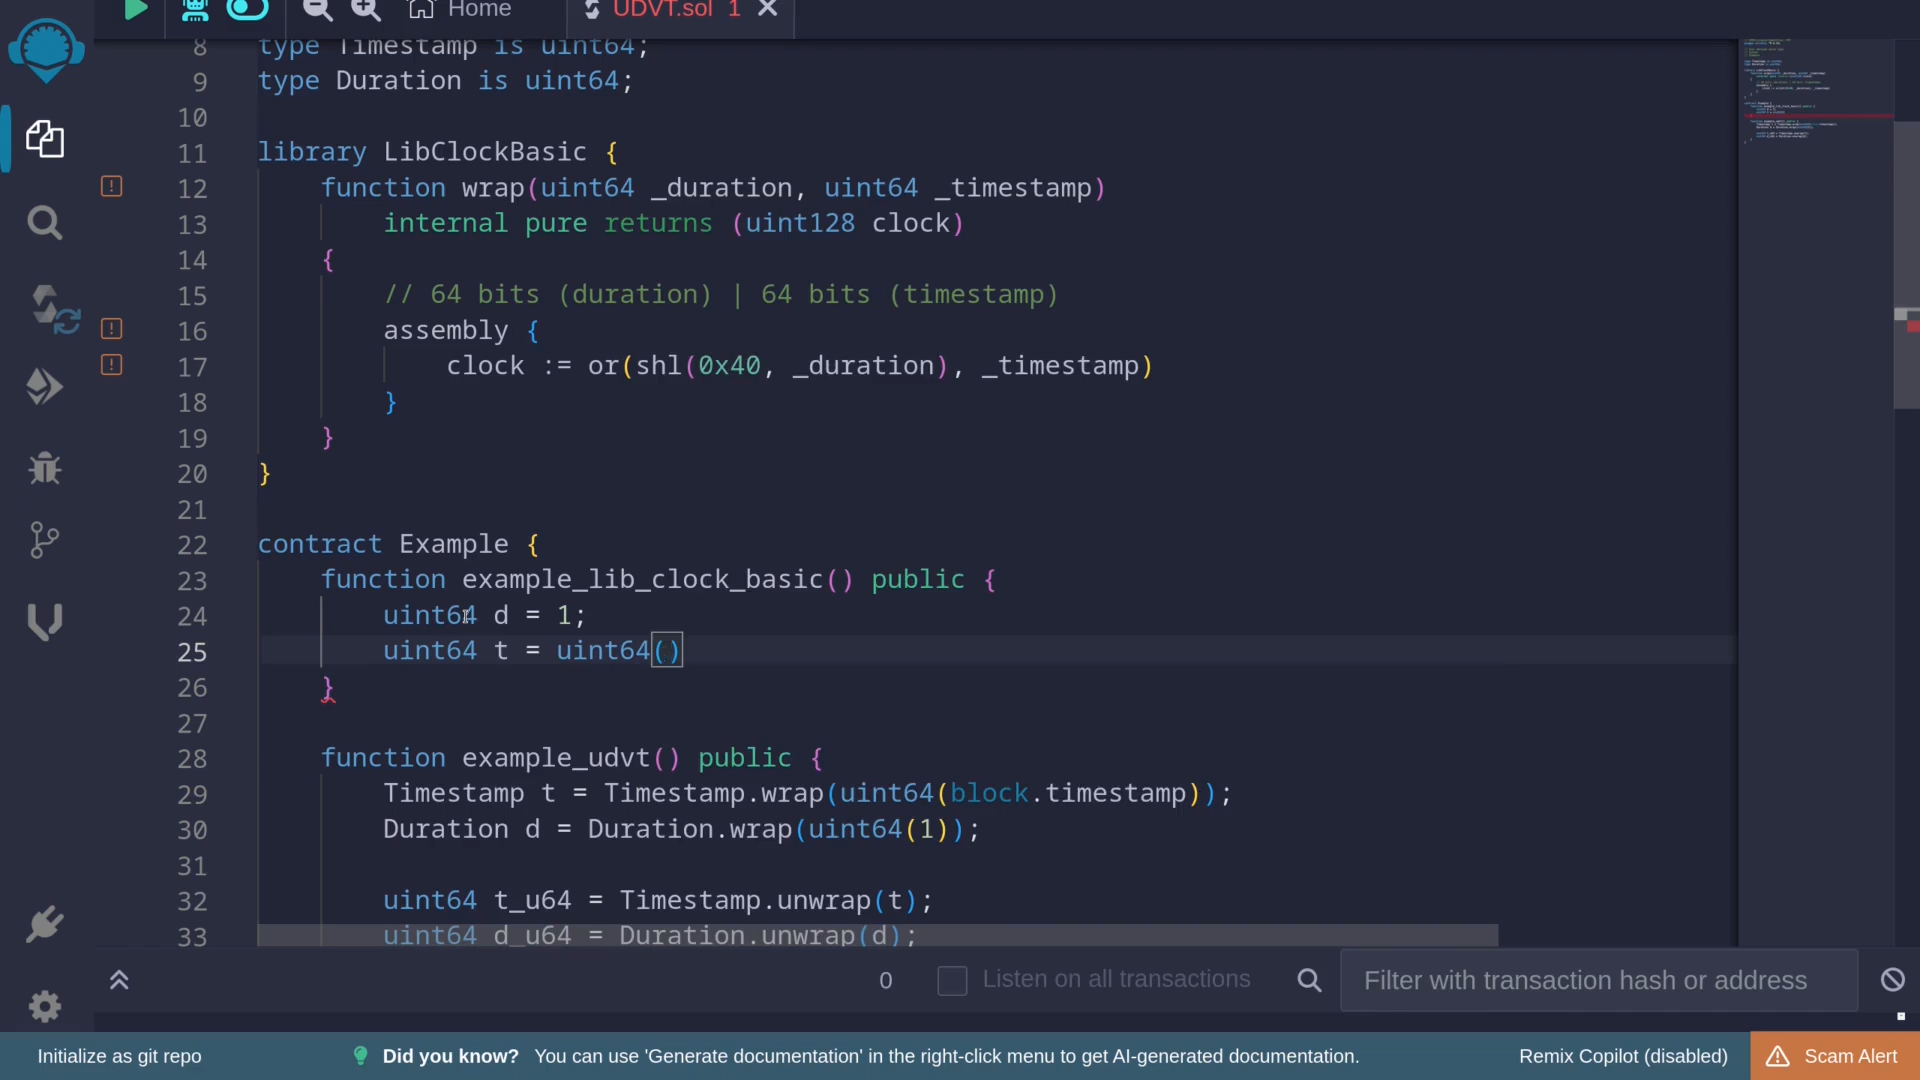 Home
UDVT.sol 1
8 type Timestamp is uint64;
9 type Duration is uint64;
10
11 library LibClockBasic {
12 function wrap(uint64 _duration, uint64 _timestamp)
13 internal pure returns (uint128 clock)
14 {
15 // 64 bits (duration) | 64 bits (timestamp)
16 assembly {
17 clock := or(shl(0x40, _duration), _timestamp)
18 }
19 }
20 }
21
22 contract Example {
23 function example_lib_clock_basic() public {
24 uint64 d = 1;
25 uint64 t = uint64()
26 }
27
28 function example_udvt() public {
29 Timestamp t = Timestamp.wrap(uint64(block.timestamp));
30 Duration d = Duration.wrap(uint64(1));
31
32 uint64 t_u64 = Timestamp.unwrap(t);
33 uint64 d_u64 = Duration.unwrap(d);
0
Listen on all transactions
Filter with transaction hash or address
Initialize as git repo
Did you know? You can use 'Generate documentation' in the right-click menu to get AI-generated documentation.
Remix Copilot (disabled)
Scam Alert